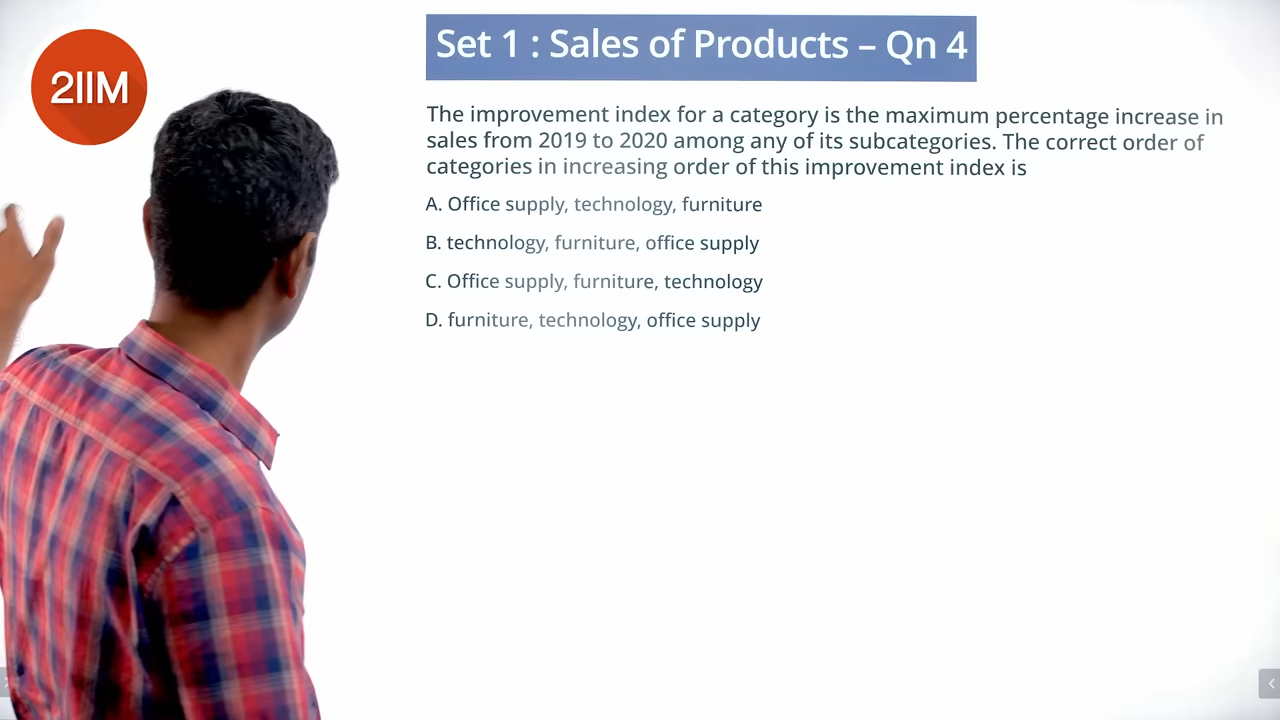 2IIM
Set 1 : Sales of Products – Qn 4
The improvement index for a category is the maximum percentage increase in
sales from 2019 to 2020 among any of its subcategories. The correct order of
categories in increasing order of this improvement index is
A. Office supply, technology, furniture
B. technology, furniture, office supply
C. Office supply, furniture, technology
D. furniture, technology, office supply